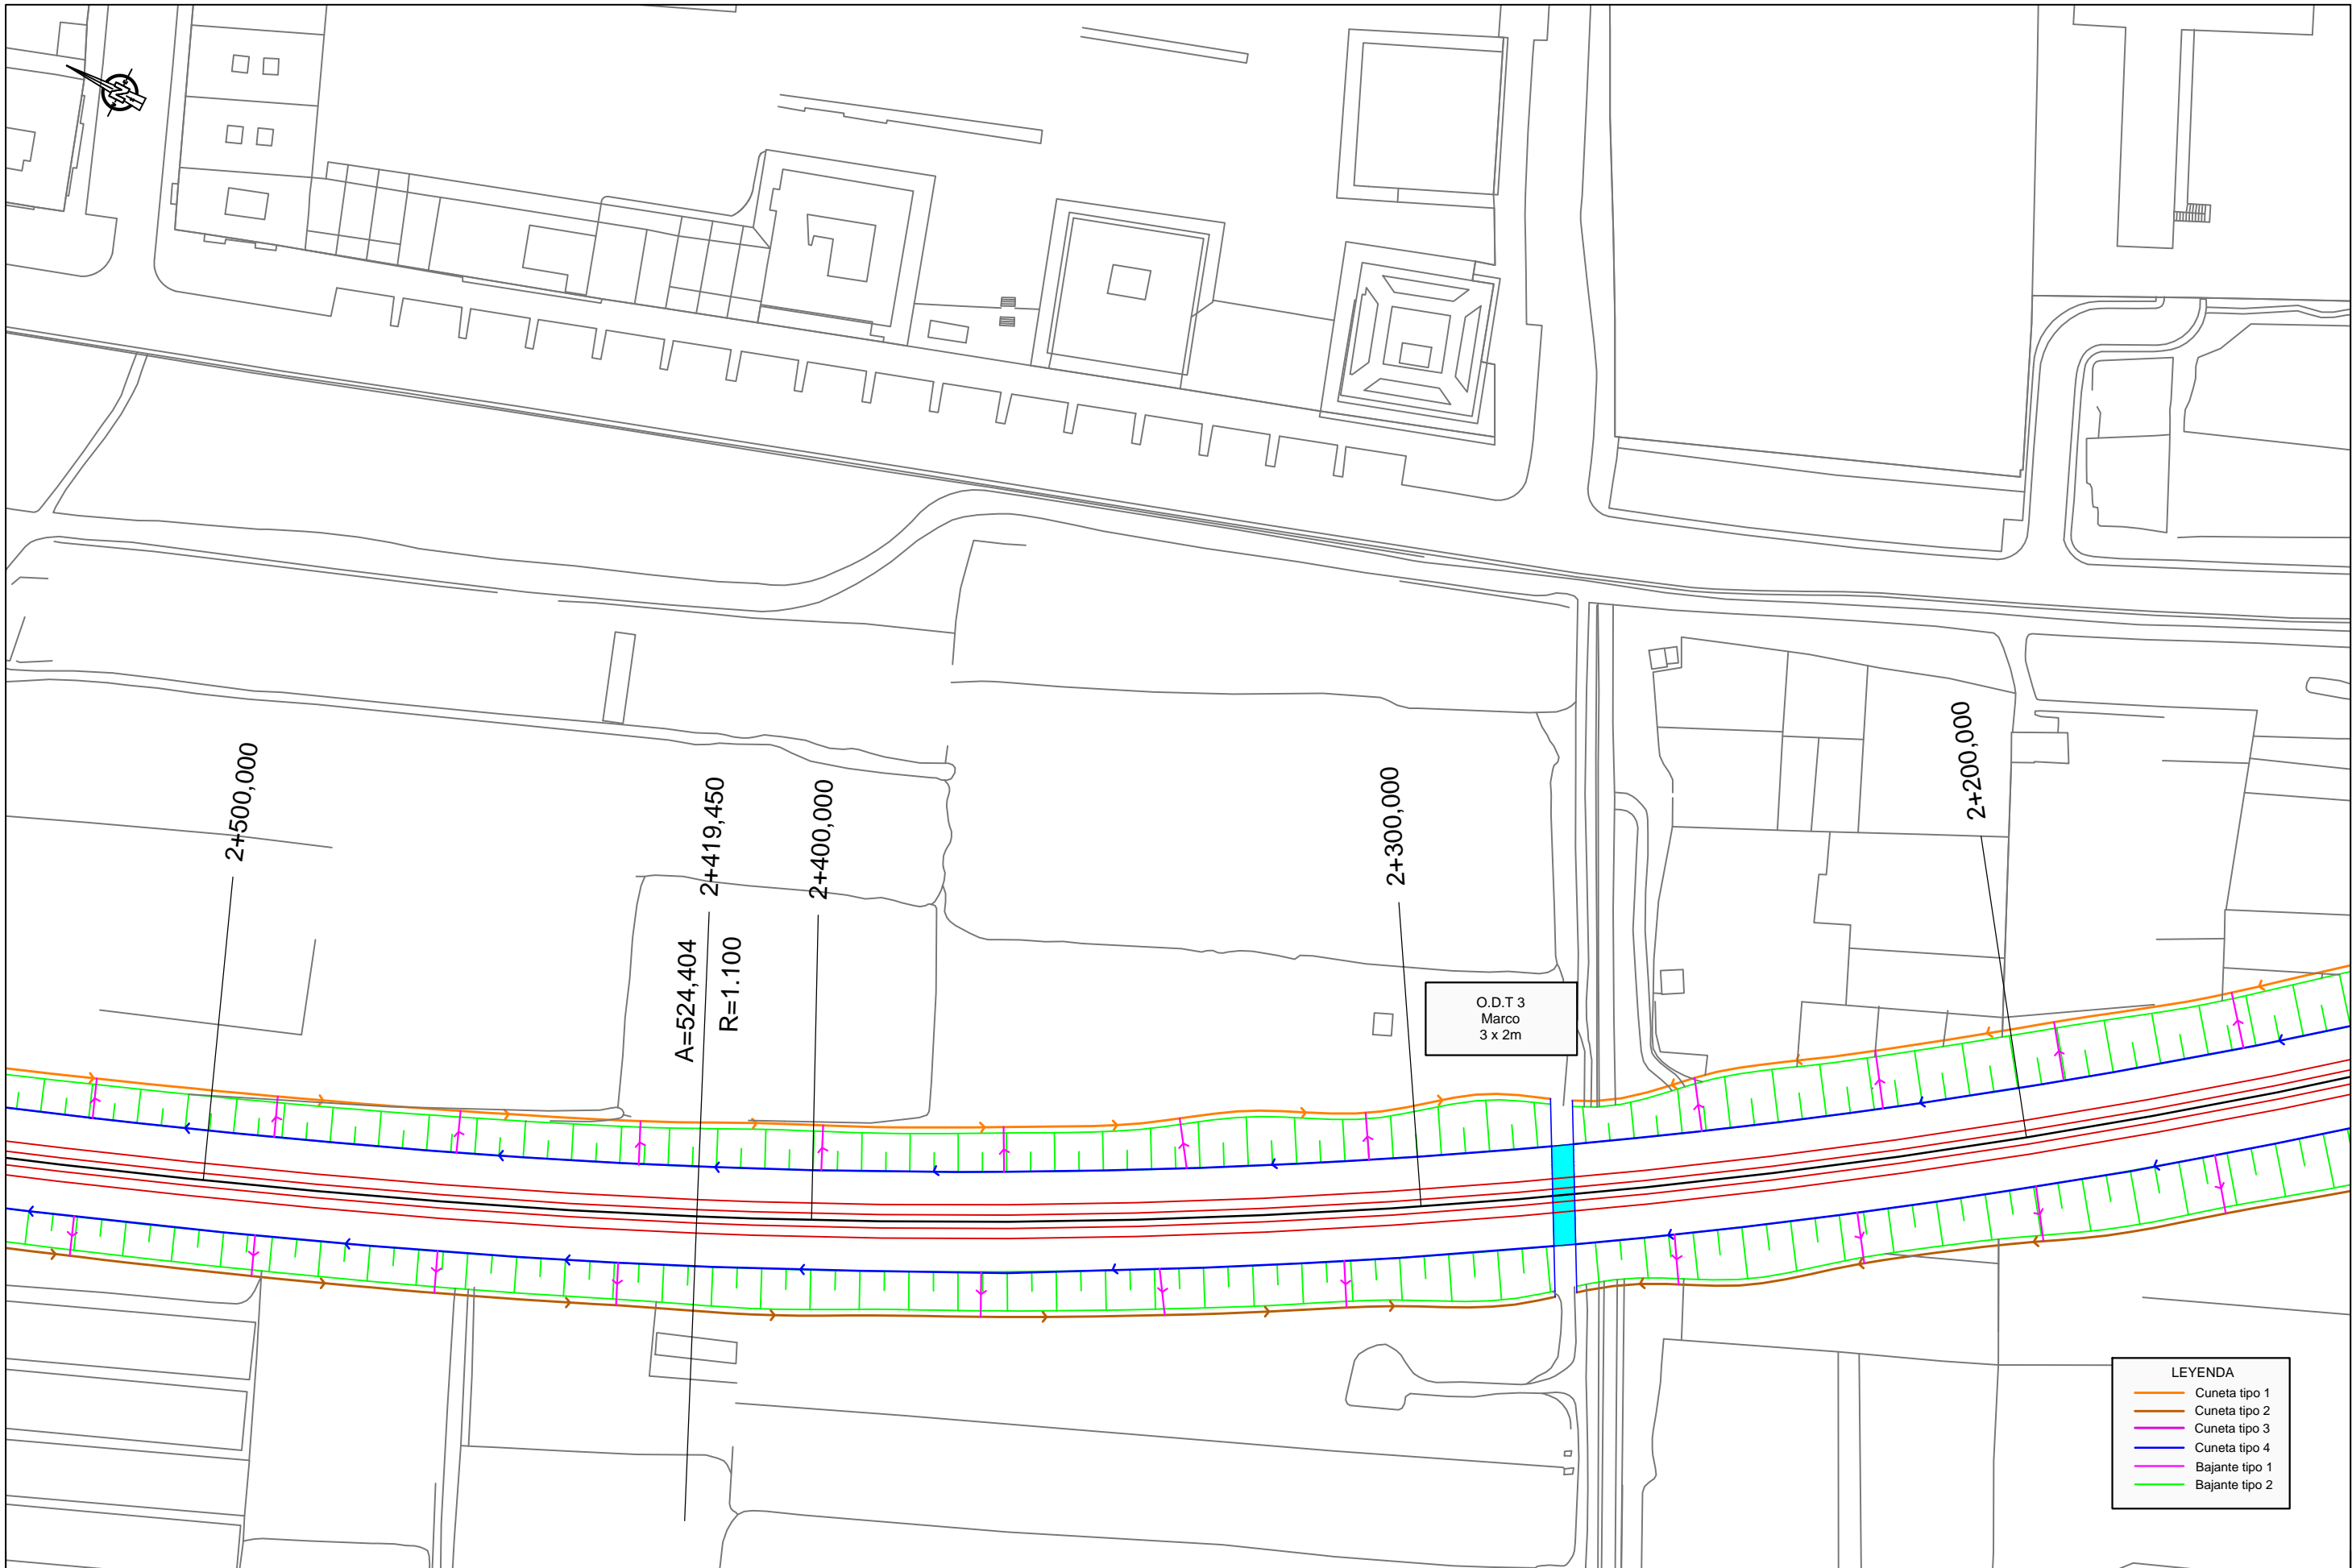 N
2+500,000
2+419,450
A=524,404
R=1.100
2+400,000
2+300,000
2+200,000
O.D.T 3
Marco
3 x 2m
LEYENDA
Cuneta tipo 1
Cuneta tipo 2
Cuneta tipo 3
Cuneta tipo 4
Bajante tipo 1
Bajante tipo 2